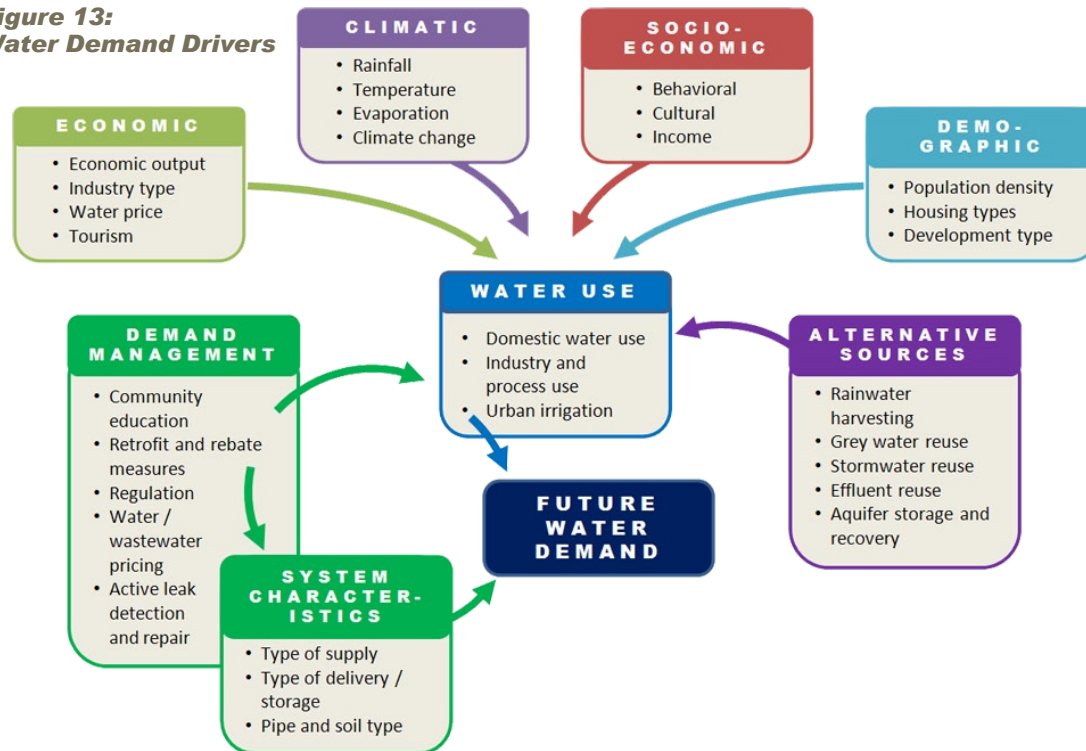 igure 13:
Water Demand Drivers
CLIMATIC
• Rainfall
• Temperature
• Evaporation
• Climate change
SOCIO-
ECONOMIC
• Behavioral
• Cultural
• Income
ECONOMIC
• Economic output
• Industry type
• Water price
• Tourism
DEMO-
GRAPHIC
• Population density
• Housing types
• Development type
WATER USE
• Domestic water use
• Industry and
process use
• Urban irrigation
DEMAND
MANAGEMENT
• Community
education
• Retrofit and rebate
measures
• Regulation
• Water /
wastewater
pricing
• Active leak
detection
and repair
ALTERNATIVE
SOURCES
• Rainwater
harvesting
• Grey water reuse
• Stormwater reuse
• Effluent reuse
• Aquifer storage and
recovery
FUTURE
WATER
DEMAND
SYSTEM
CHARACTER-
ISTICS
• Type of supply
• Type of delivery /
storage
• Pipe and soil type